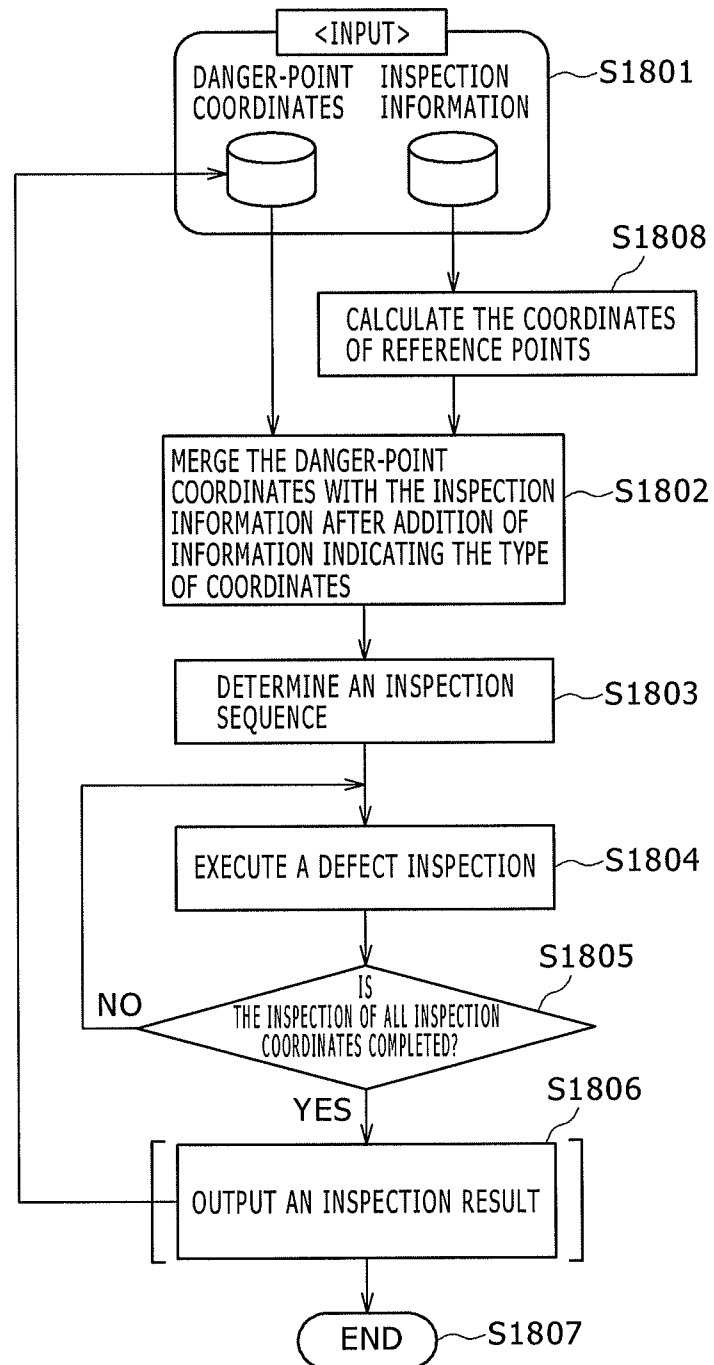 <INPUT>
DANGER-POINT
COORDINATES
INSPECTION
INFORMATION
S1801
S1808
CALCULATE THE COORDINATES
OF REFERENCE POINTS
MERGE THE DANGER-POINT
COORDINATES WITH THE INSPECTION
INFORMATION AFTER ADDITION OF
INFORMATION INDICATING THE TYPE
OF COORDINATES
S1802
DETERMINE AN INSPECTION
SEQUENCE
S1803
EXECUTE A DEFECT INSPECTION
S1804
S1805
IS
THE INSPECTION OF ALL INSPECTION
COORDINATES COMPLETED?
NO
YES
S1806
OUTPUT AN INSPECTION RESULT
END
S1807